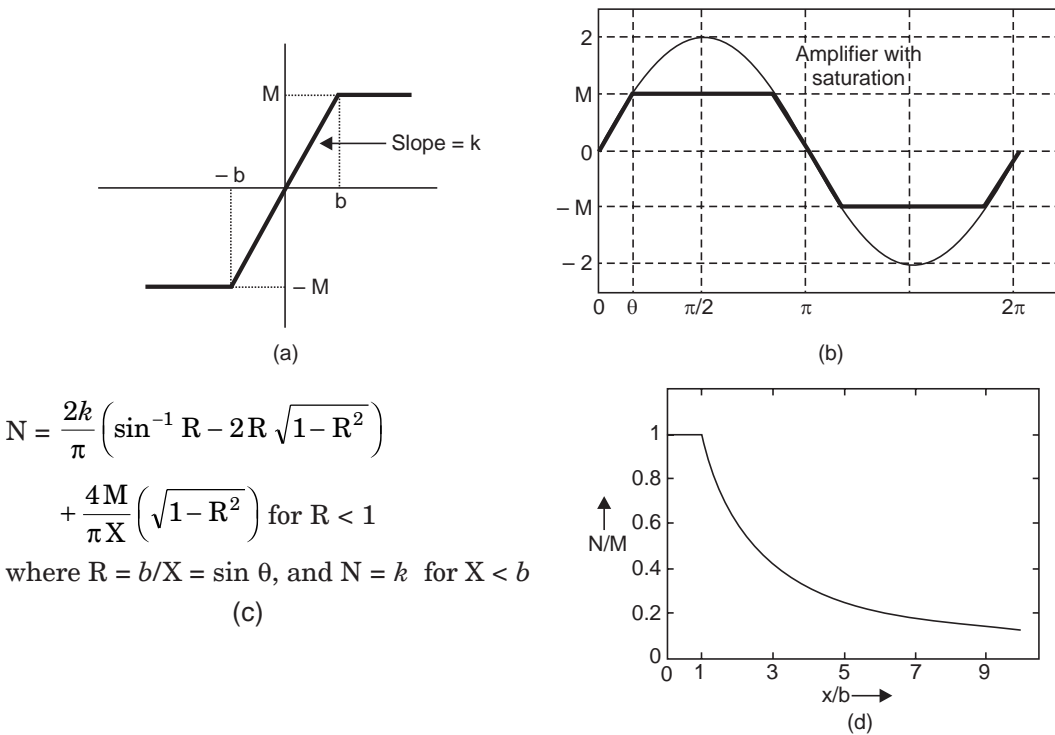 M
Slope = k
– b
b
– M
(a)
2
Amplifier with
saturation
M
0
– M
– 2
0 θ π/2 π 2π
(b)
N = \frac{2k}{π} ( sin⁻¹ R – 2R √(1 – R²) )
+ \frac{4M}{πX} ( √(1 – R²) ) for R < 1
where R = b/X = sin θ, and N = k for X < b
(c)
1
0.8
0.6
N/M
0.4
0.2
0
0 1 3 5 7 9
x/b
(d)